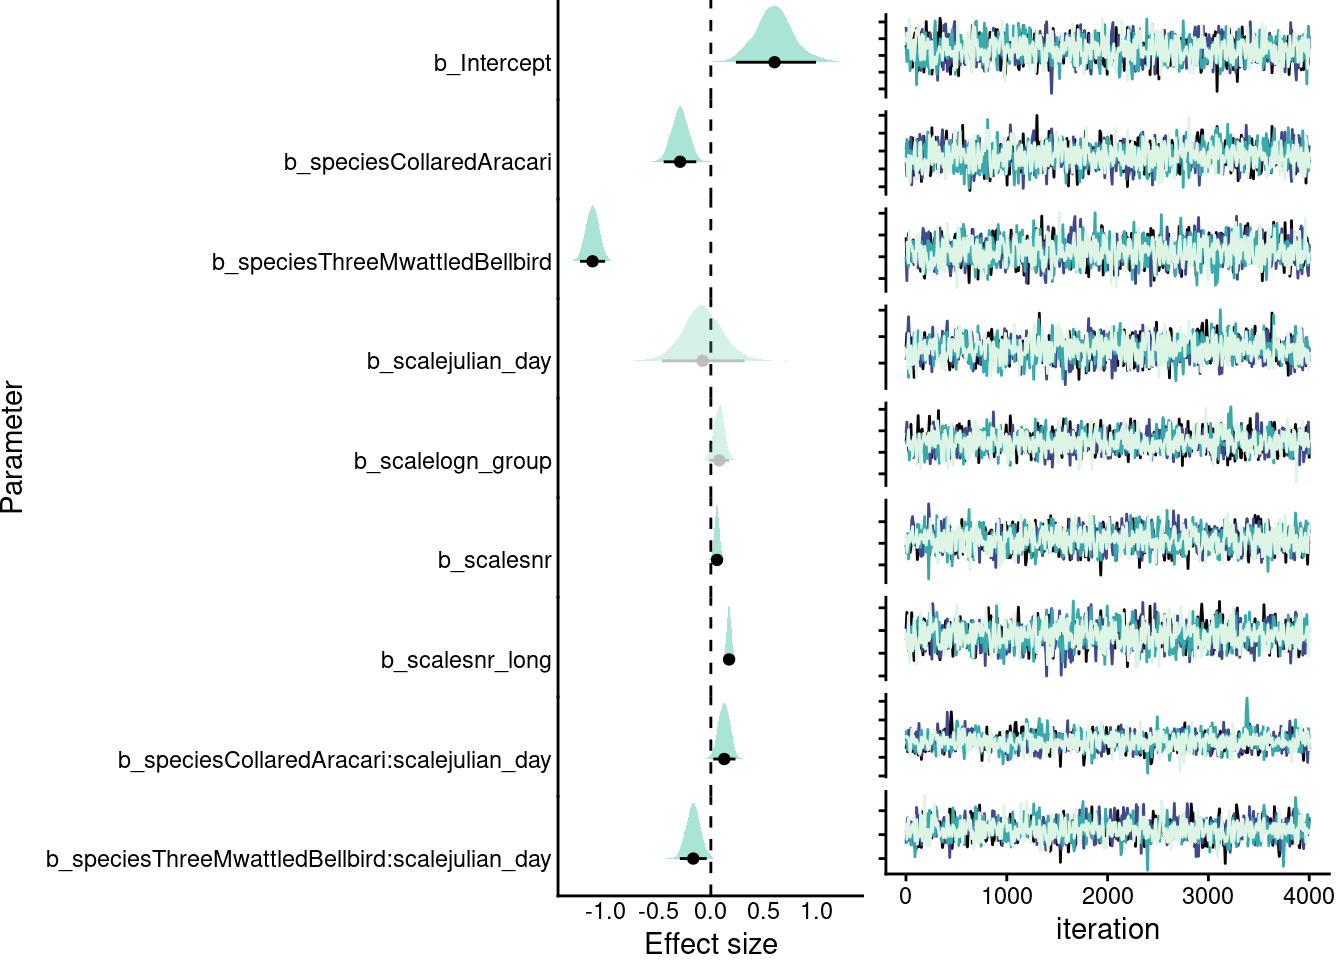 Parameter
b_Intercept
b_speciesCollaredAracari
b_speciesThreeMwattledBellbird
b_scalejulian_day
b_scalelogn_group
b_scalesnr
b_scalesnr_long
b_speciesCollaredAracari:scalejulian_day
b_speciesThreeMwattledBellbird:scalejulian_day
-1.0 -0.5 0.0 0.5 1.0
Effect size
0 1000 2000 3000 4000
iteration